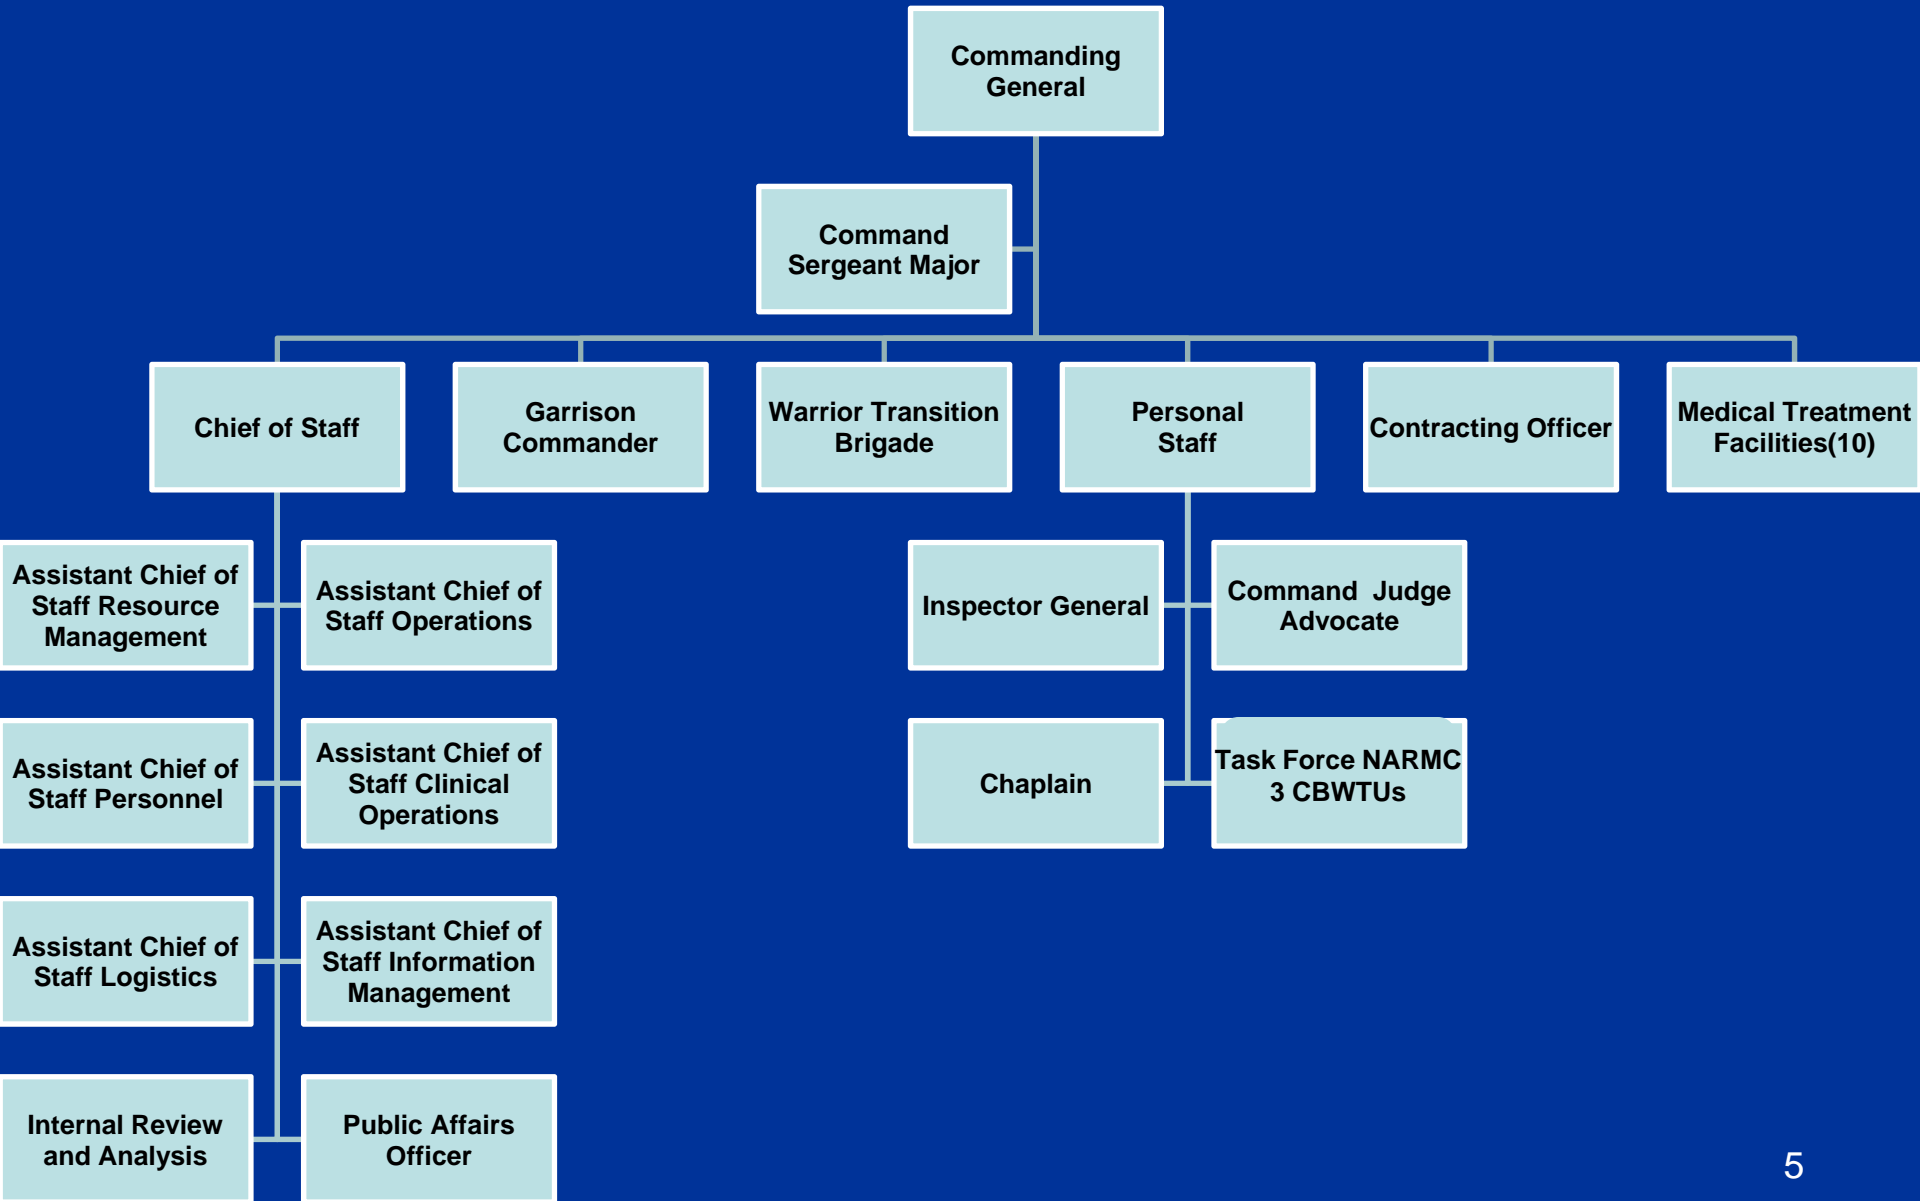 Commanding
General
Command
Sergeant Major
Chief of Staff
Garrison
Commander
Warrior Transition
Brigade
Personal
Staff
Contracting Officer
Medical Treatment
Facilities(10)
Assistant Chief of
Staff Resource
Management
Assistant Chief of
Staff Operations
Inspector General
Command Judge
Advocate
Assistant Chief of
Staff Personnel
Assistant Chief of
Staff Clinical
Operations
Chaplain
Task Force NARMC
3 CBWTUs
Assistant Chief of
Staff Logistics
Assistant Chief of
Staff Information
Management
Internal Review
and Analysis
Public Affairs
Officer
5